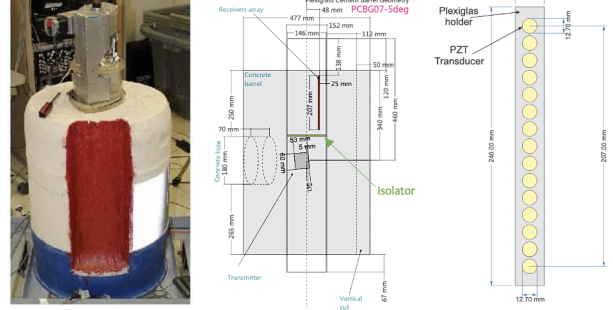 Plexiglass Cement Barrel Geometry
PCBG07-5deg
Receivers array
48 mm
477 mm
152 mm
146 mm
112 mm
138 mm
50 mm
120 mm
Concrete
barrel
25 mm
207 mm
250 mm
340 mm
460 mm
70 mm
53 mm
5 mm
60 mm
Concrete hole
180 mm
Isolator
265 mm
Transmitter
Vertical
cut
67 mm
Plexiglas
holder
PZT
Transducer
12.70 mm
240.00 mm
207.00 mm
12.70 mm